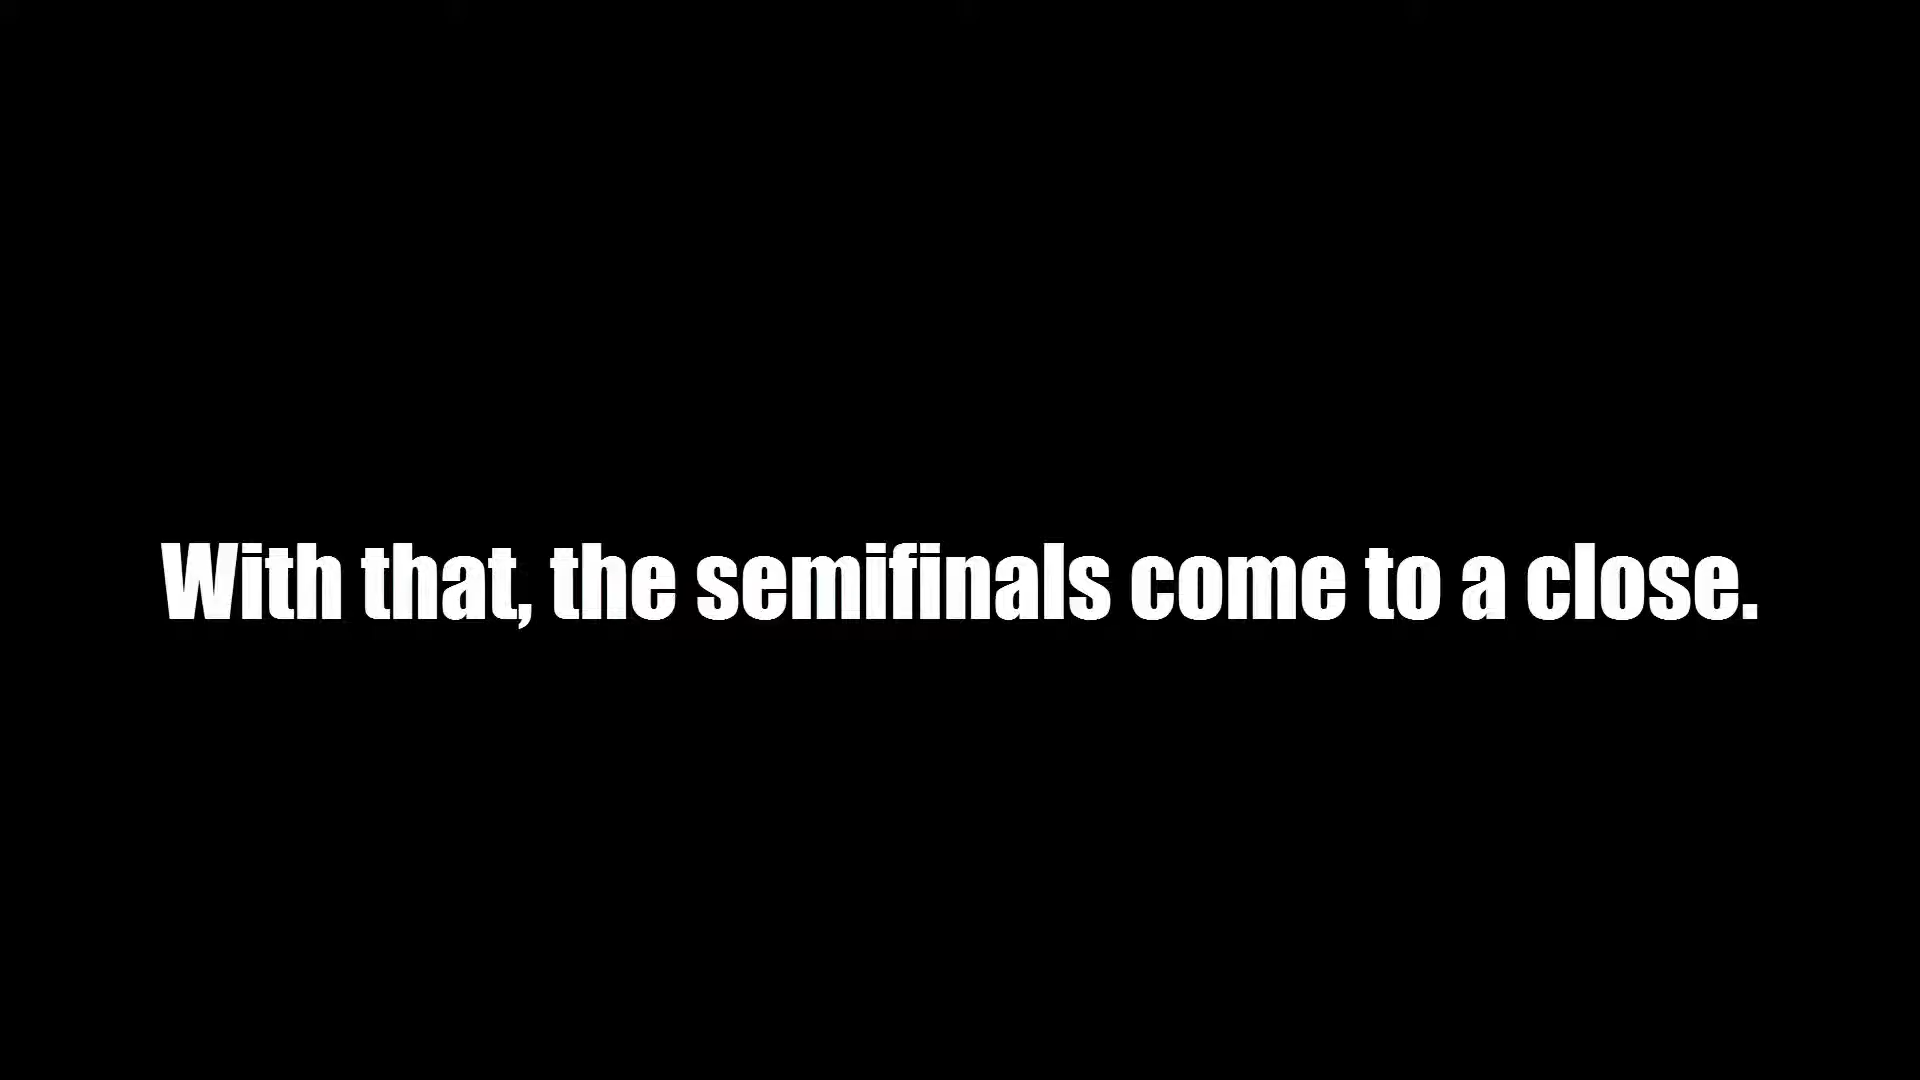 With that, the semifinals come to a close.